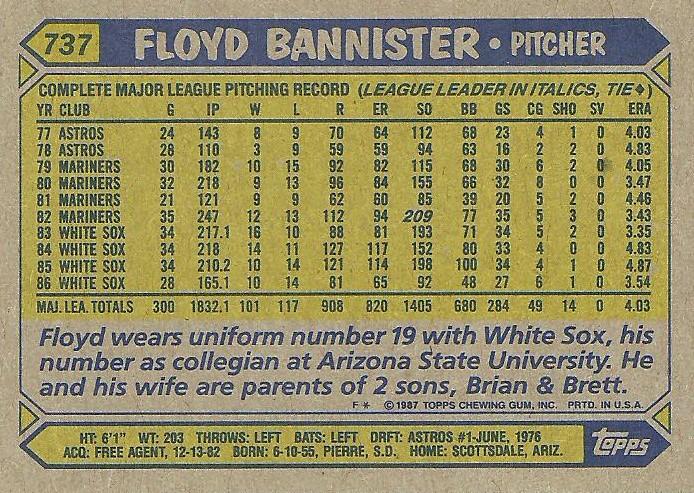 737 FLOYD BANNISTER • PITCHER
COMPLETE MAJOR LEAGUE PITCHING RECORD (LEAGUE LEADER IN ITALICS, TIE♦)
YR CLUB G IP W L R ER SO BB GS CG SHO SV ERA
77 ASTROS 24 143 8 9 70 64 112 68 23 4 1 0 4.03
78 ASTROS 28 110 3 9 59 59 94 63 16 2 2 0 4.83
79 MARINERS 30 182 10 15 92 82 115 68 30 6 2 0 4.05
80 MARINERS 32 218 9 13 96 84 155 66 32 8 0 0 3.47
81 MARINERS 21 121 9 9 62 60 85 39 20 5 2 0 4.46
82 MARINERS 35 247 12 13 112 94 209 77 35 5 3 0 3.43
83 WHITE SOX 34 217.1 16 10 88 81 193 71 34 5 2 0 3.35
84 WHITE SOX 34 218 14 11 127 117 152 80 33 4 0 0 4.83
85 WHITE SOX 34 210.2 10 14 121 114 198 100 34 4 1 0 4.87
86 WHITE SOX 28 165.1 10 14 81 65 92 48 27 6 1 0 3.54
MAJ. LEA. TOTALS 300 1832.1 101 117 908 820 1405 680 284 49 14 0 4.03
Floyd wears uniform number 19 with White Sox, his
number as collegian at Arizona State University. He
and his wife are parents of 2 sons, Brian & Brett.
F * © 1987 TOPPS CHEWING GUM, INC. PRTD. IN U.S.A.
HT: 6'1" WT: 203 THROWS: LEFT BATS: LEFT DRFT: ASTROS #1-JUNE, 1976
ACQ: FREE AGENT, 12-13-82 BORN: 6-10-55, PIERRE, S.D. HOME: SCOTTSDALE, ARIZ.
topps